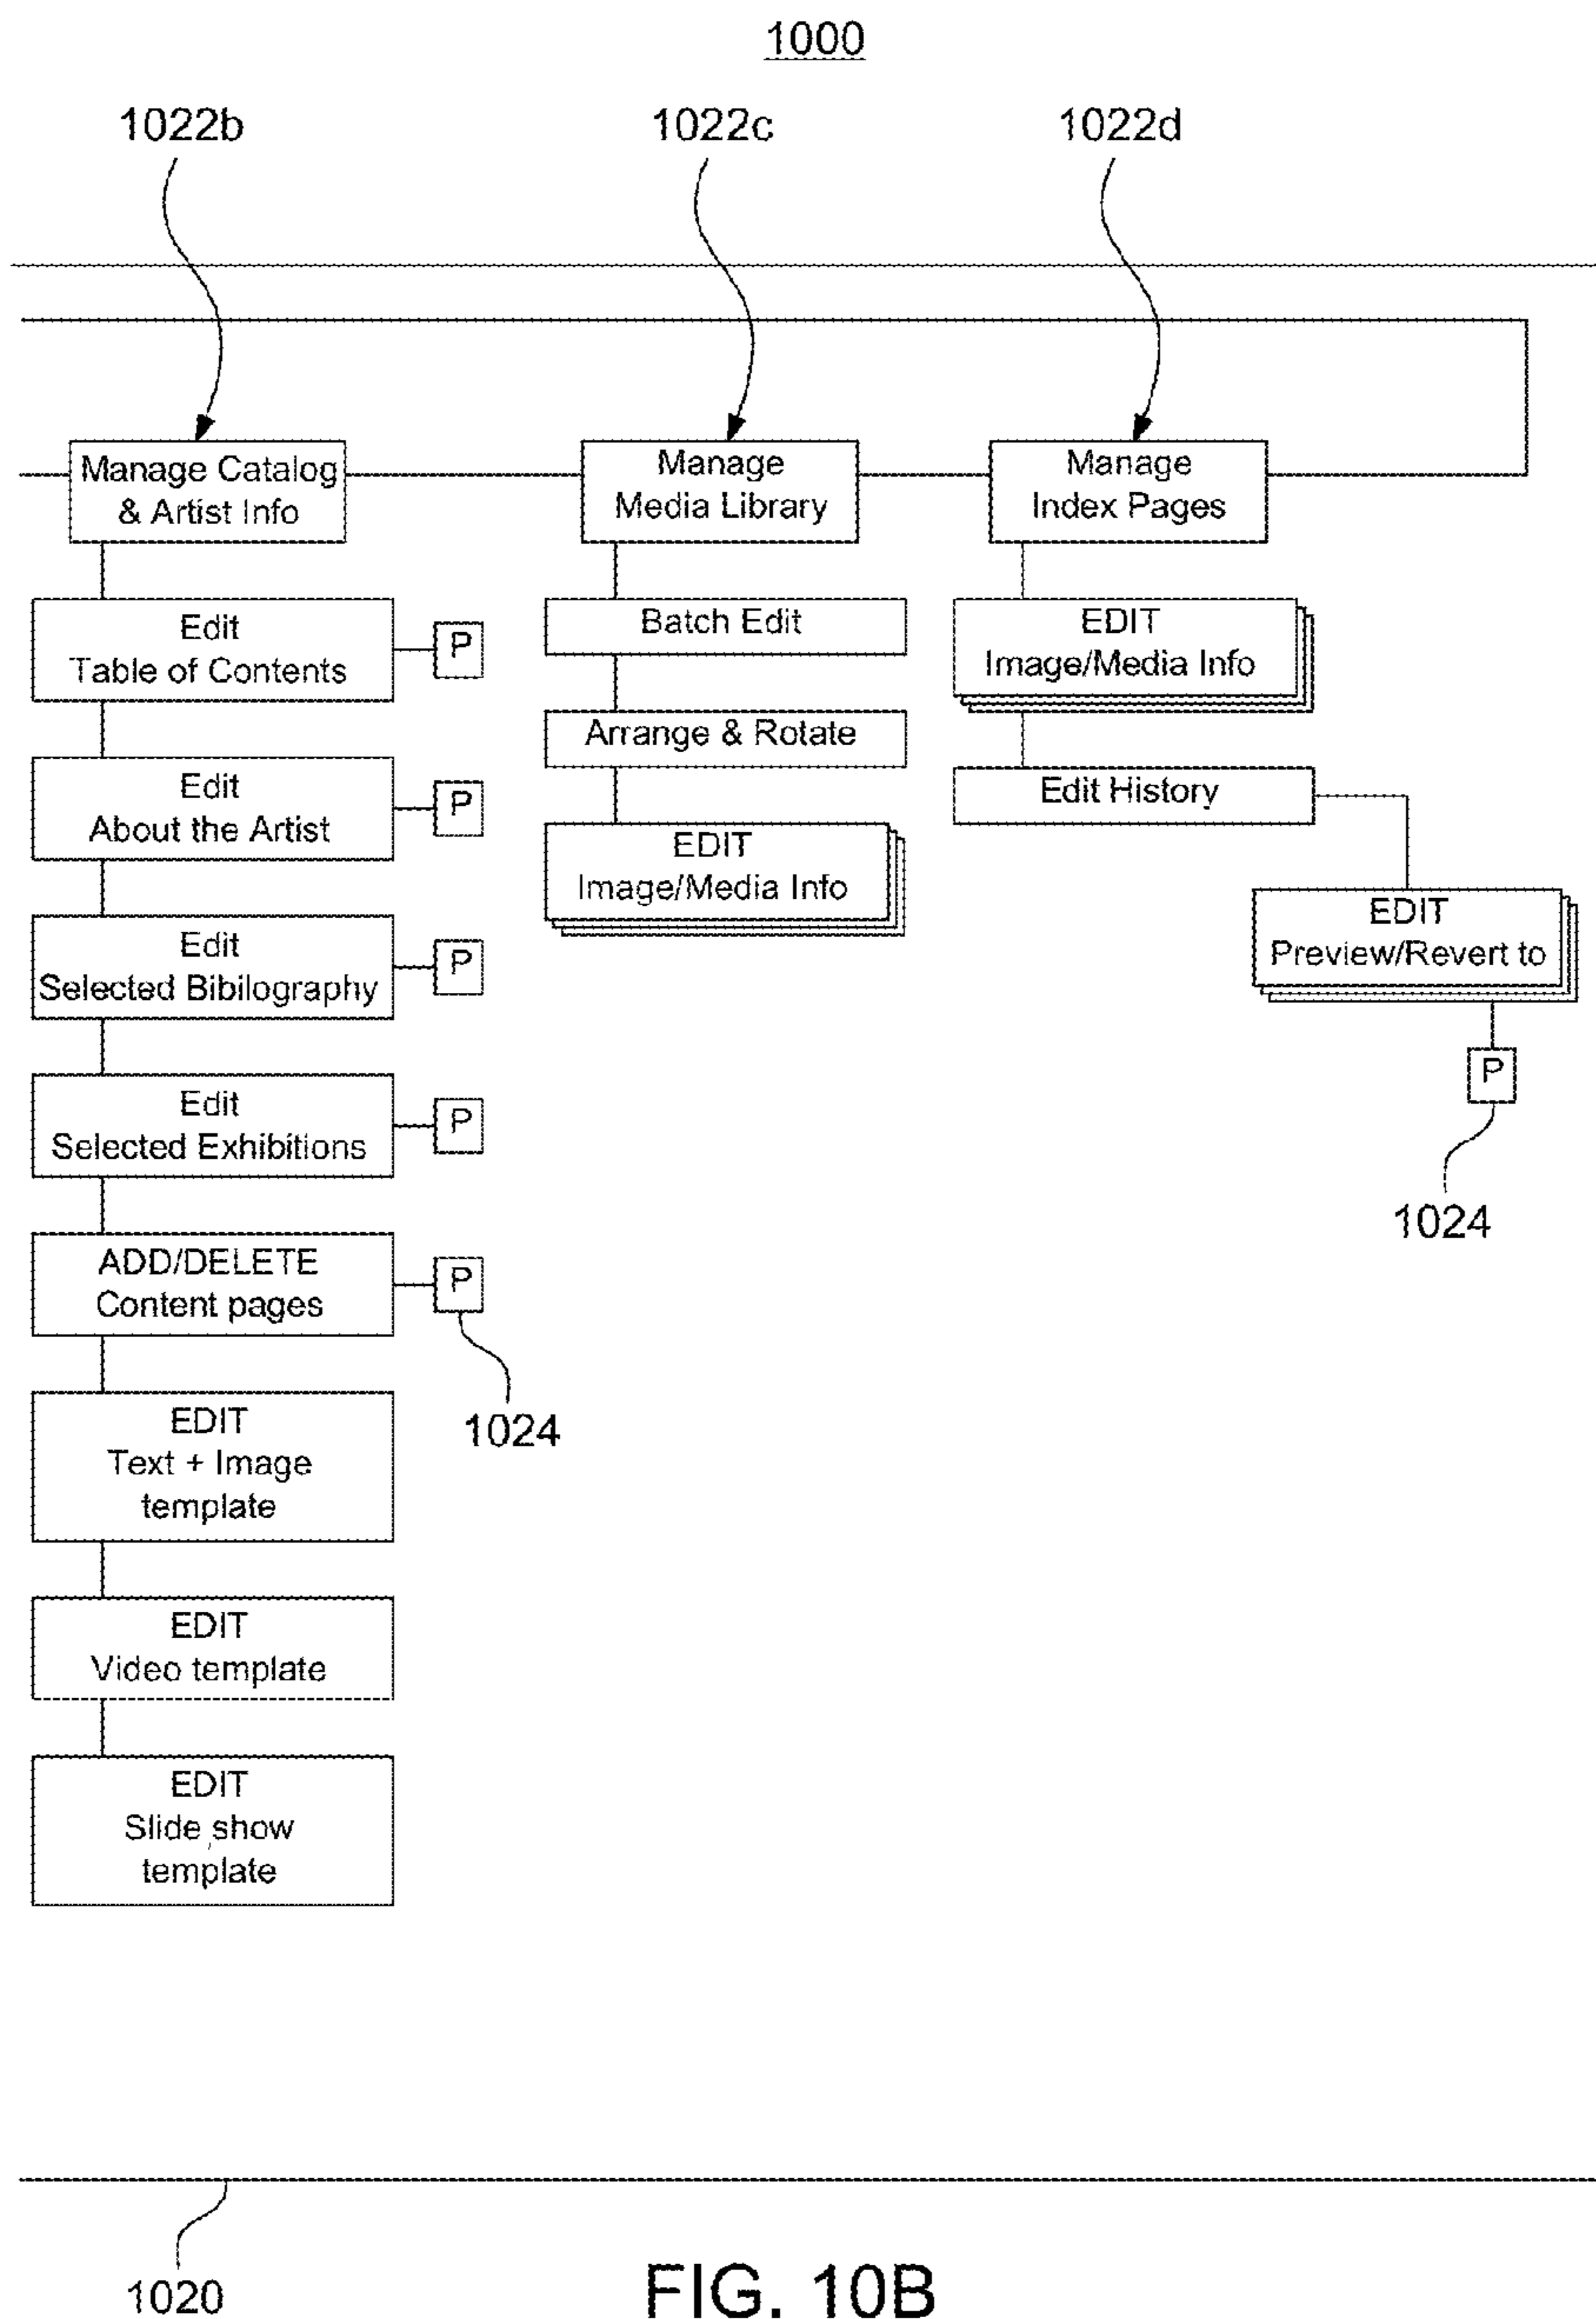 1000
1022b
1022c
1022d
Manage Catalog
& Artist Info
Manage
Media Library
Manage
Index Pages
Edit
Table of Contents
P
Edit
About the Artist
P
Edit
Selected Bibilography
P
Edit
Selected Exhibitions
P
ADD/DELETE
Content pages
P
1024
EDIT
Text + Image
template
EDIT
Video template
EDIT
Slide show
template
Batch Edit
Arrange & Rotate
EDIT
Image/Media Info
EDIT
Image/Media Info
Edit History
EDIT
Preview/Revert to
P
1024
1020
FIG. 10B